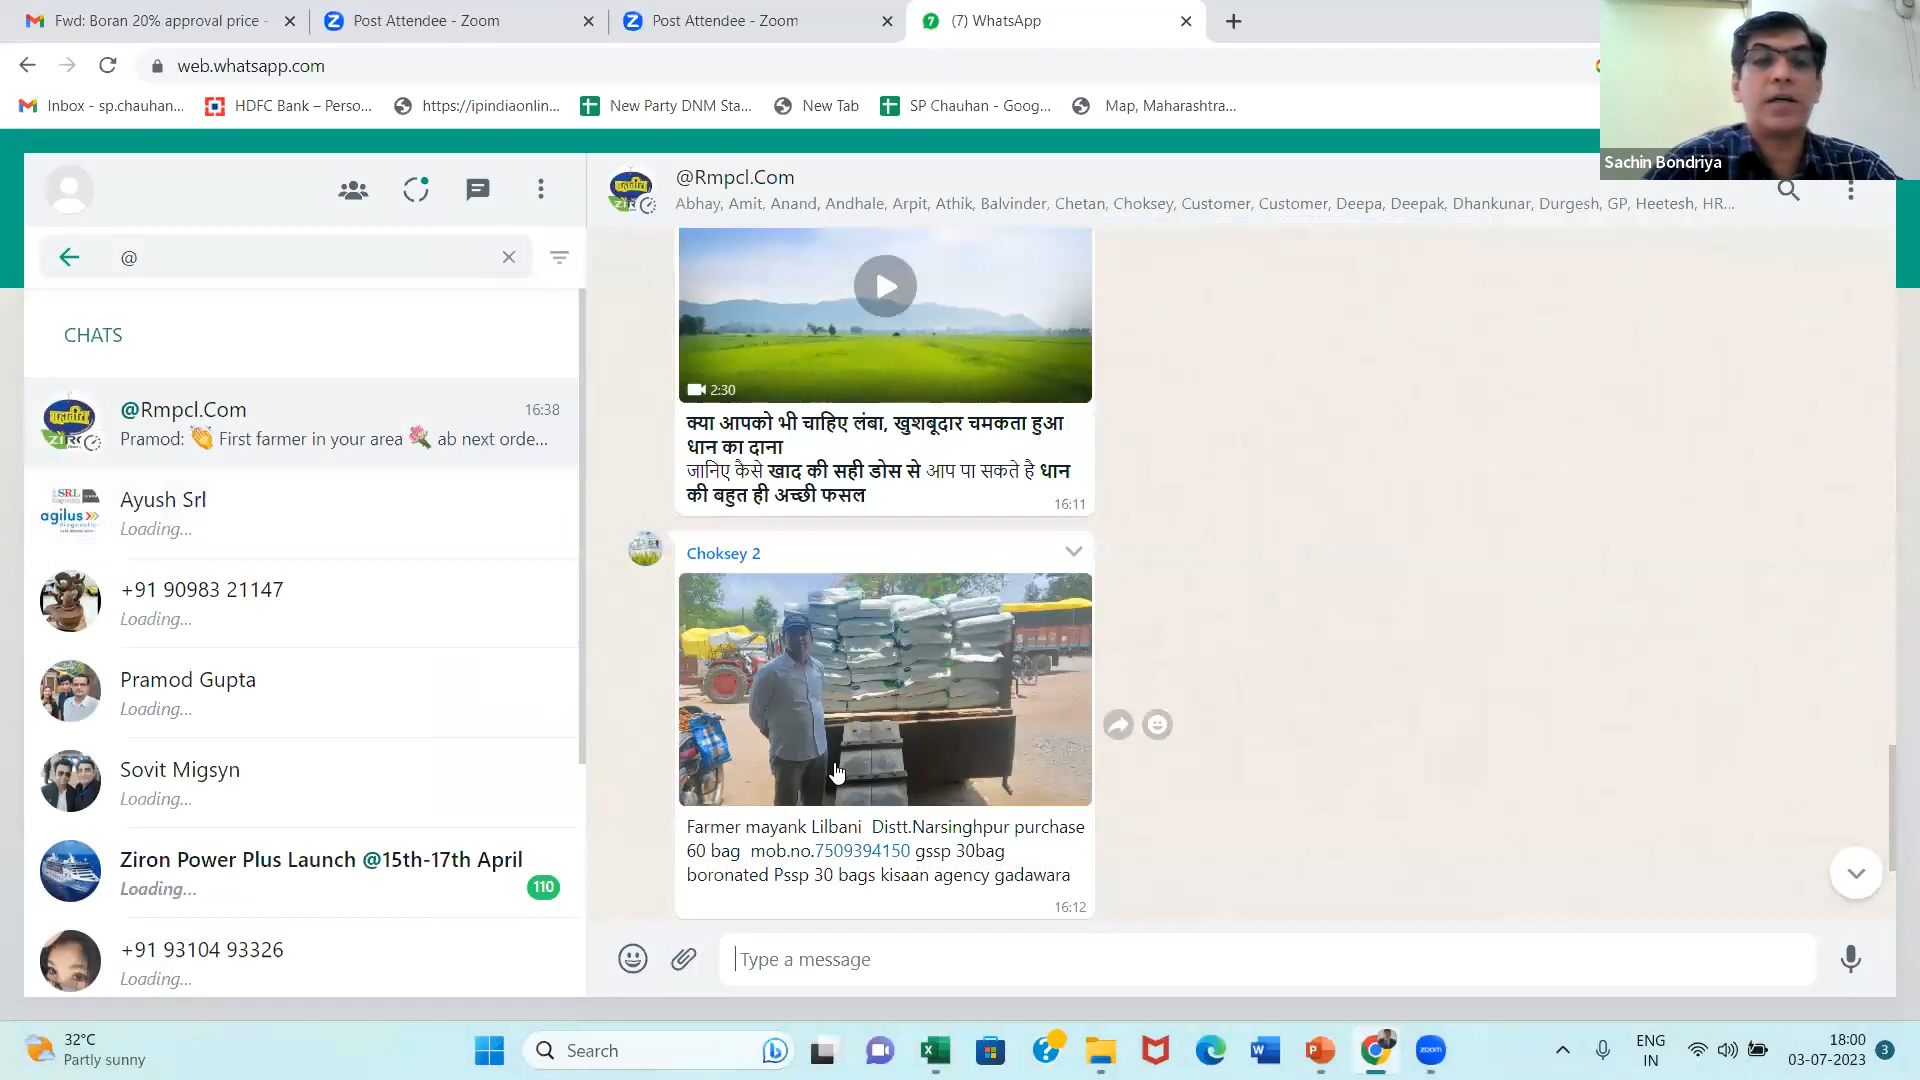 Fwd: Boran 20% approval price -
Post Attendee - Zoom
Post Attendee - Zoom
7
(7) WhatsApp
web.whatsapp.com
Inbox - sp.chauhan...
HDFC Bank – Perso...
https://ipindiaonlin...
New Party DNM Sta...
New Tab
SP Chauhan - Goog...
Map, Maharashtra...
Sachin Bondriya
@Rmpcl.Com
Abhay, Amit, Anand, Andhale, Arpit, Athik, Balvinder, Chetan, Choksey, Customer, Customer, Deepa, Deepak, Dhankunar, Durgesh, GP, Heetesh, HR...
@
CHATS
@Rmpcl.Com
16:38
Pramod: 👏 First farmer in your area 🌹 ab next orde...
Ayush Srl
Loading...
SRL
agilus
+91 90983 21147
Loading...
Pramod Gupta
Loading...
Sovit Migsyn
Loading...
Ziron Power Plus Launch @15th-17th April
Loading...
110
+91 93104 93326
Loading...
2:30
क्या आपको भी चाहिए लंबा, खुशबूदार चमकता हुआ
धान का दाना
जानिए कैसे खाद की सही डोस से आप पा सकते है धान
की बहुत ही अच्छी फसल
16:11
Choksey 2
Farmer mayank Lilbani Distt.Narsinghpur purchase
60 bag mob.no.7509394150 gssp 30bag
boronated Pssp 30 bags kisaan agency gadawara
16:12
Type a message
32°C
Partly sunny
Search
zoom
ENG
IN
18:00
03-07-2023
3